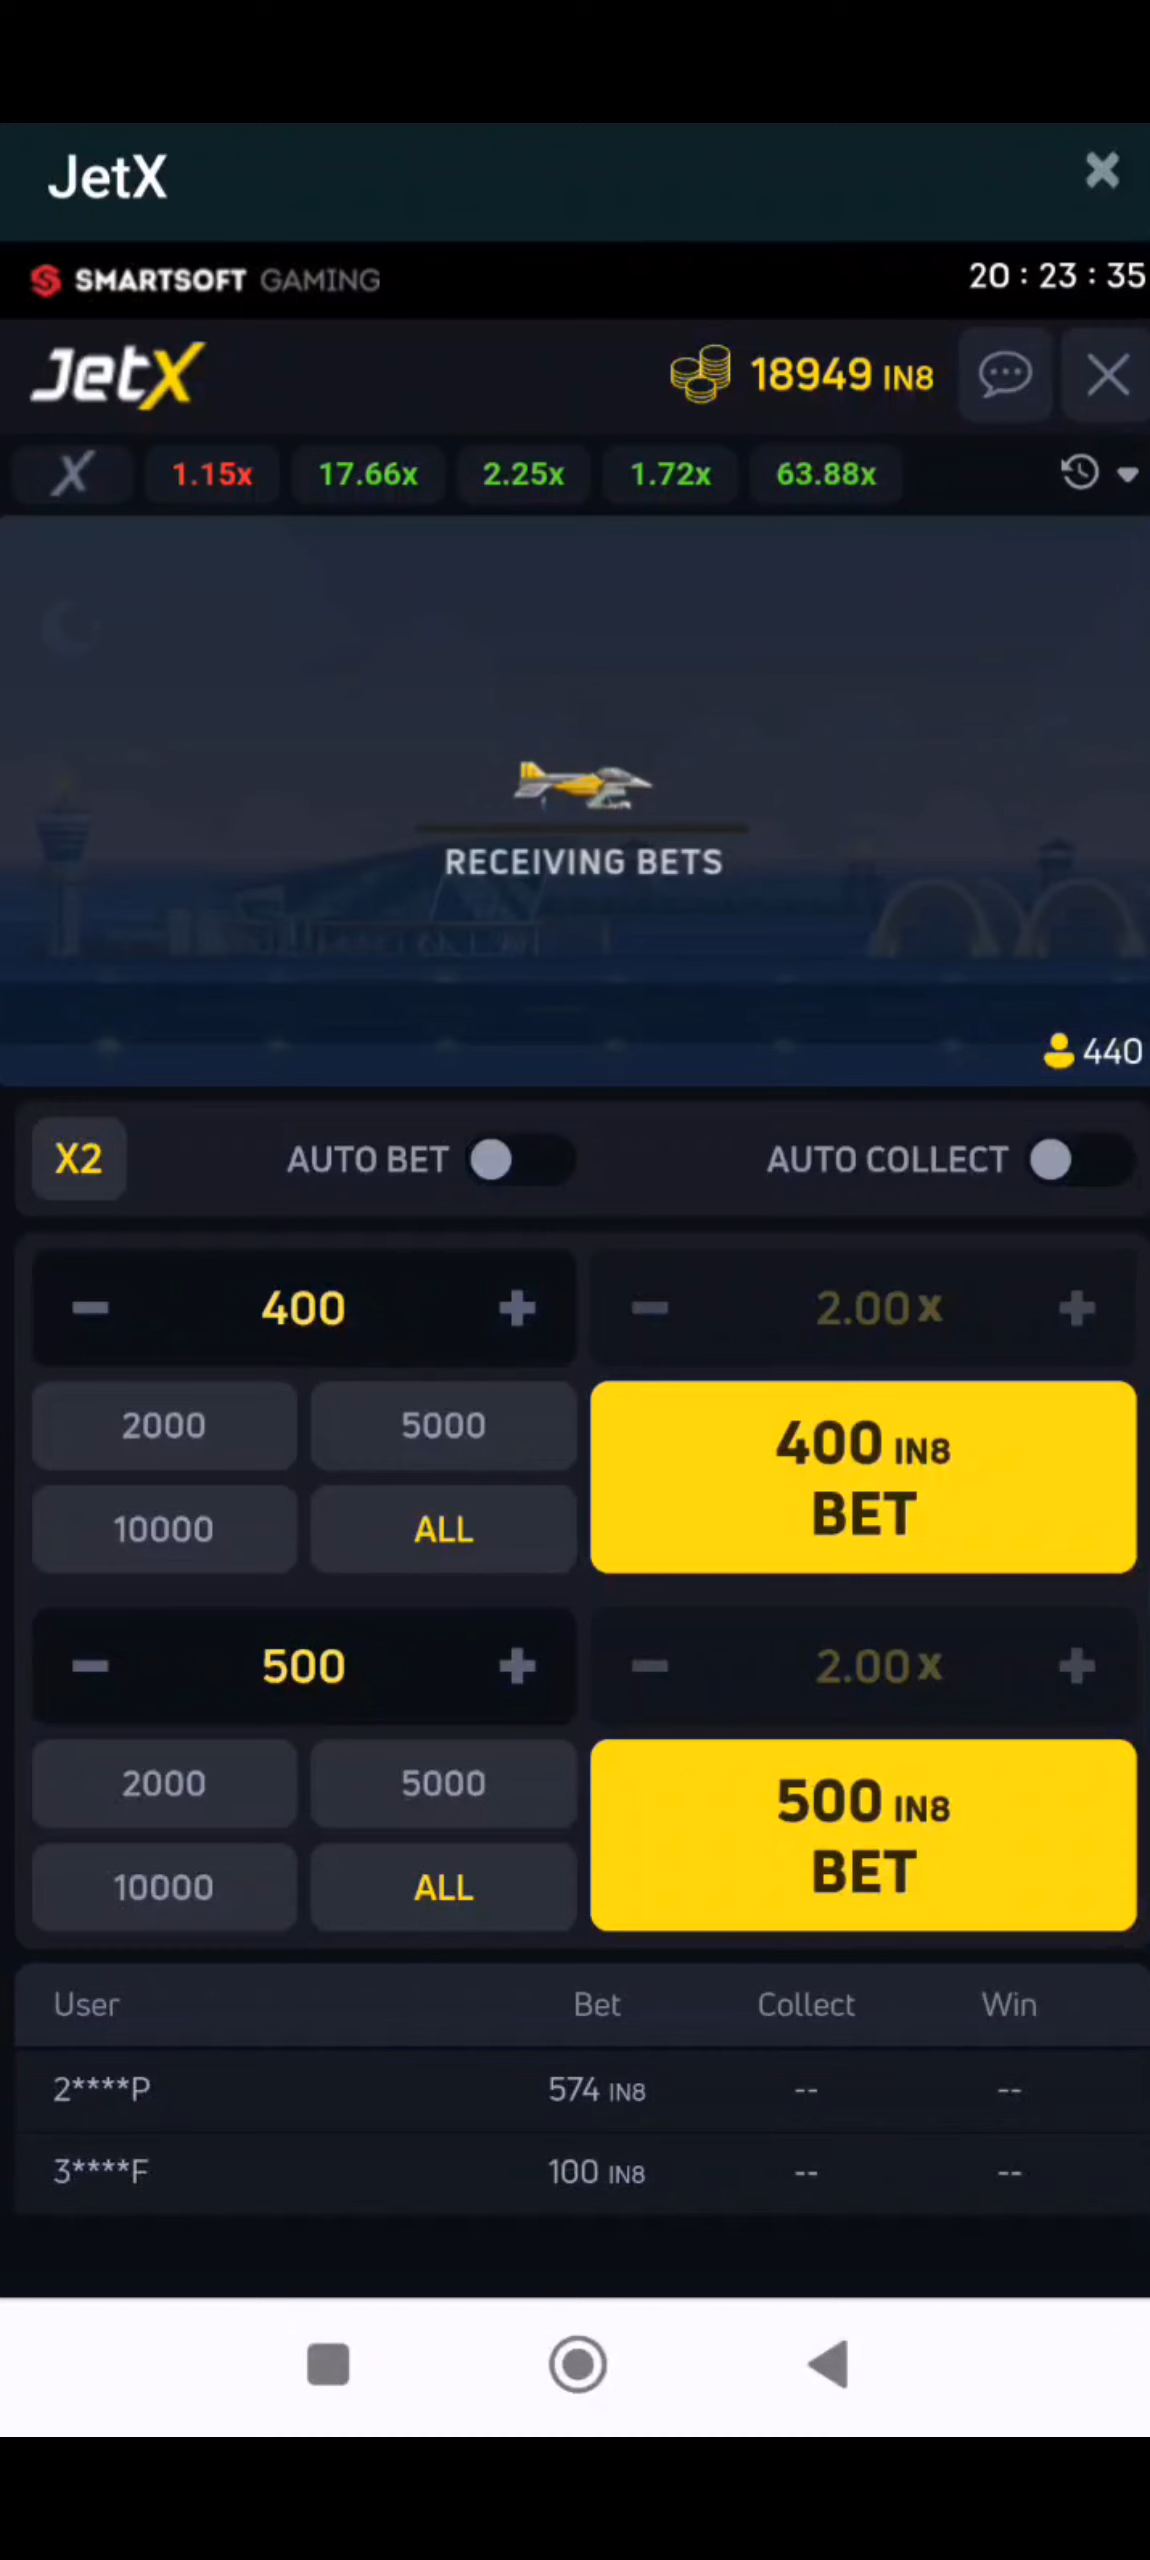 JetX
SMARTSOFT GAMING 20 : 23 : 35
JetX 18949 IN8
X 1.15x 17.66x 2.25x 1.72x 63.88x
RECEIVING BETS
440
X2 AUTO BET AUTO COLLECT
− 400 + − 2.00x +
2000 5000 400 IN8
10000 ALL BET
− 500 + − 2.00x +
2000 5000 500 IN8
10000 ALL BET
User Bet Collect Win
2****P 574 IN8 -- --
3****F 100 IN8 -- --